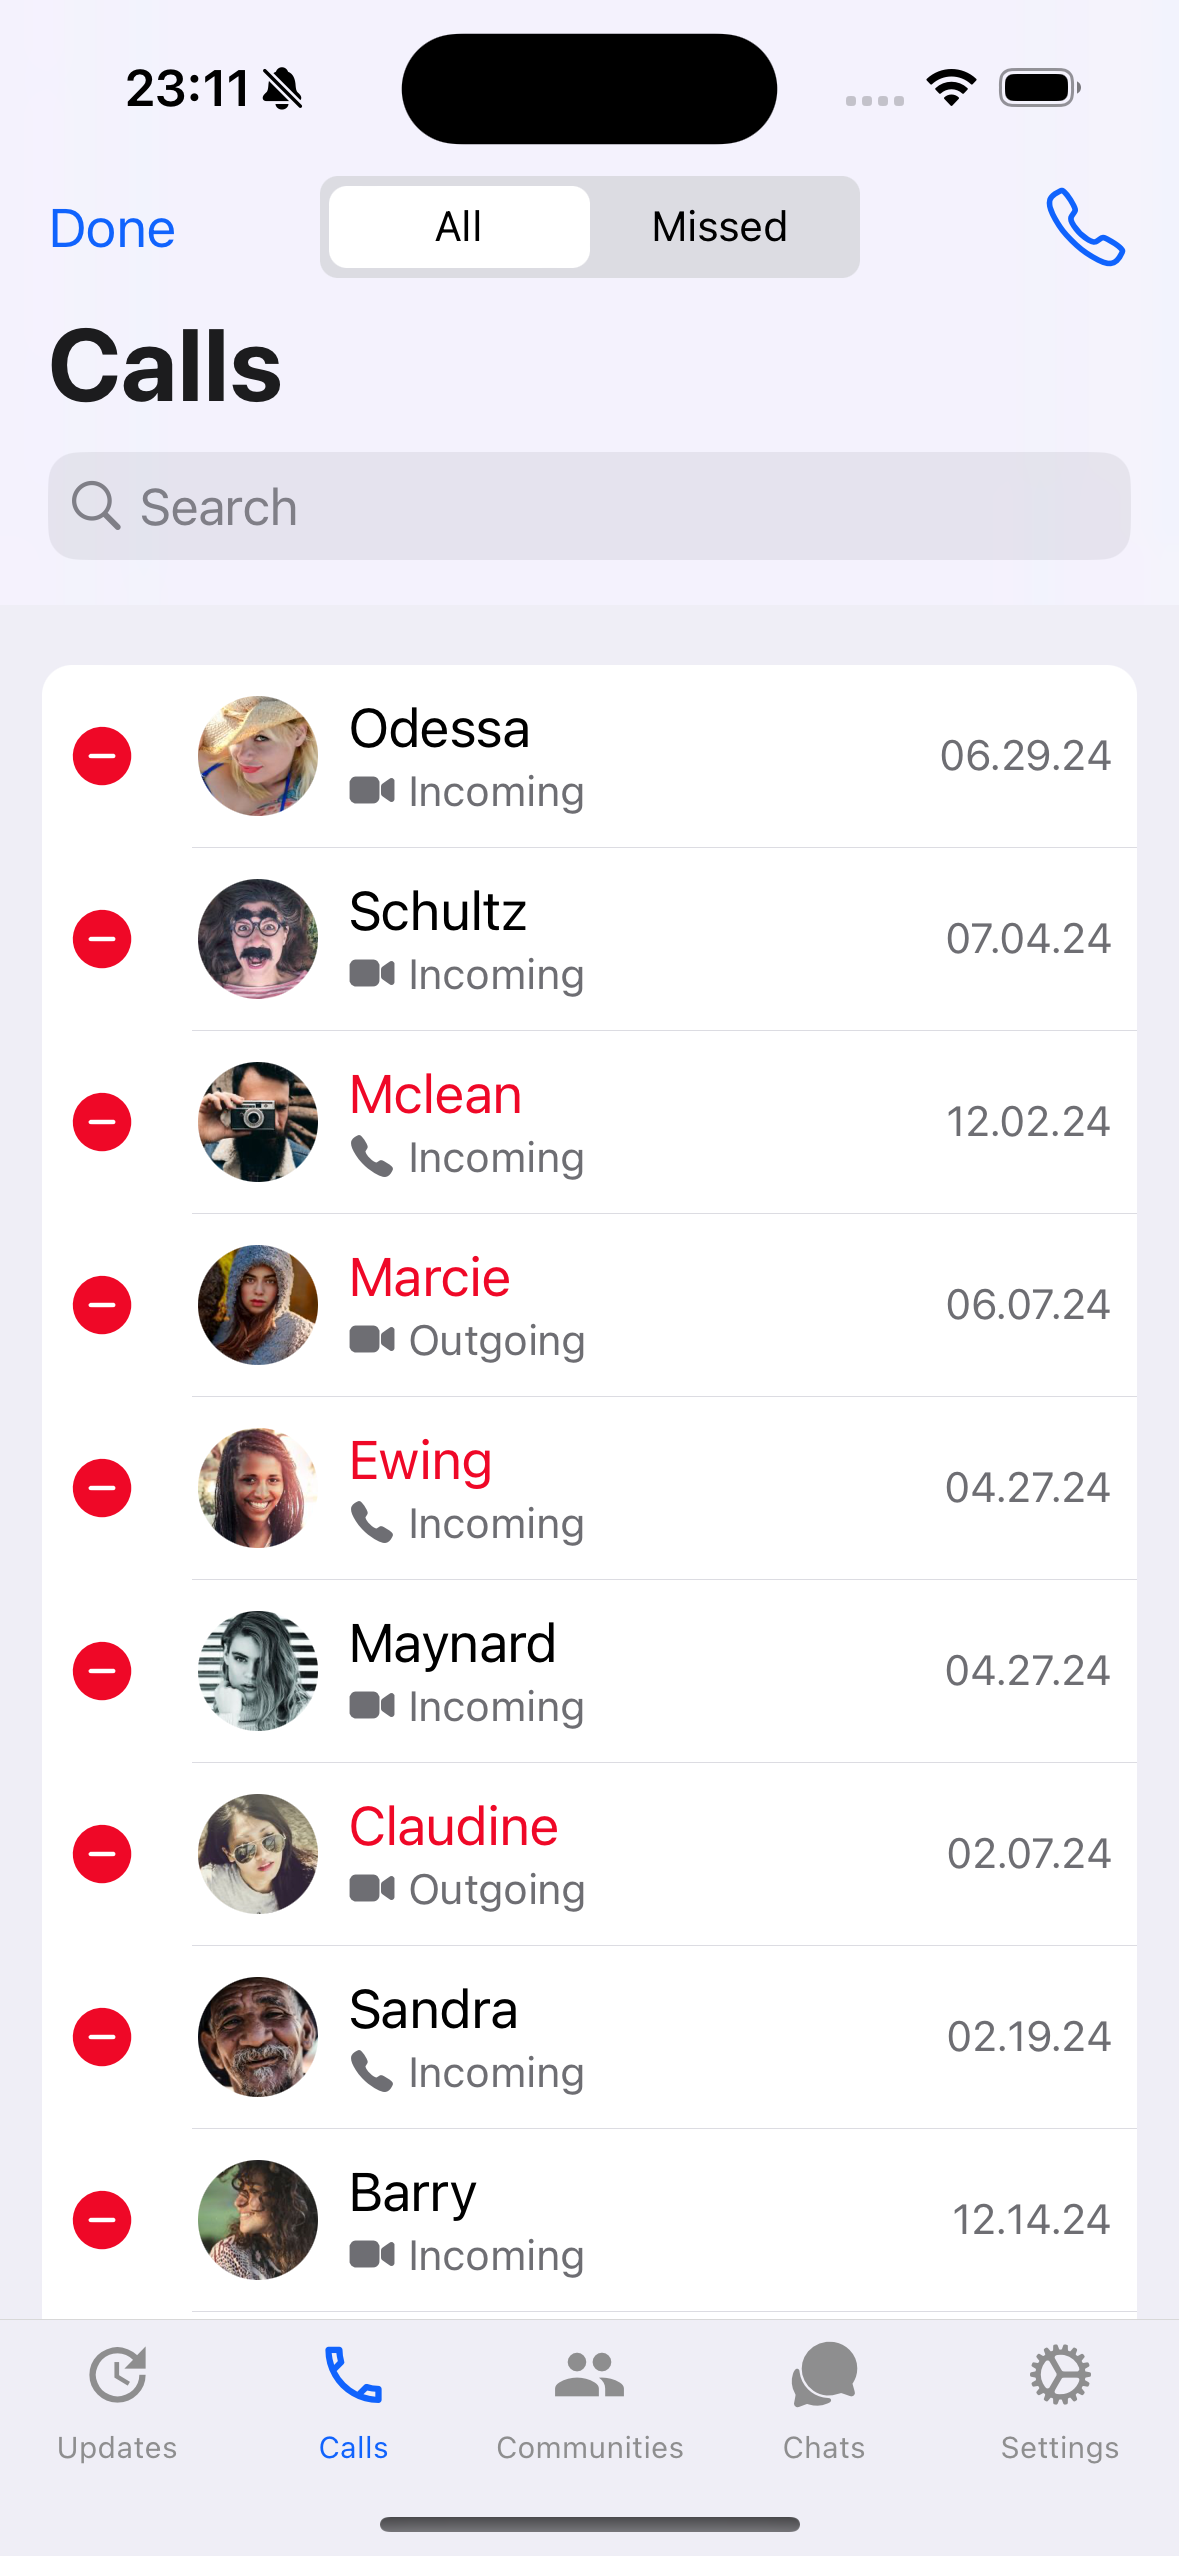 23:11
Done
All
Missed
Calls
Search
Odessa
Incoming
06.29.24
Schultz
Incoming
07.04.24
Mclean
Incoming
12.02.24
Marcie
Outgoing
06.07.24
Ewing
Incoming
04.27.24
Maynard
Incoming
04.27.24
Claudine
Outgoing
02.07.24
Sandra
Incoming
02.19.24
Barry
Incoming
12.14.24
Updates
Calls
Communities
Chats
Settings